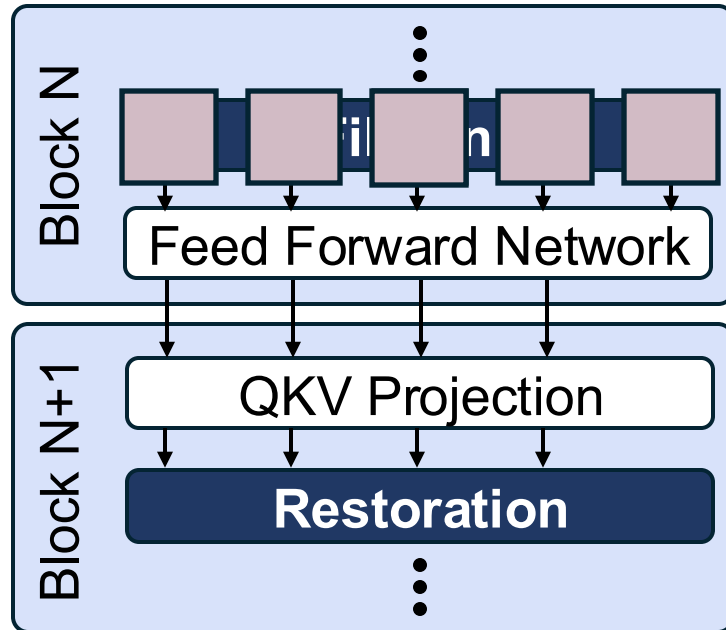 Block N
Feed Forward Network
Block N+1
QKV Projection
Restoration